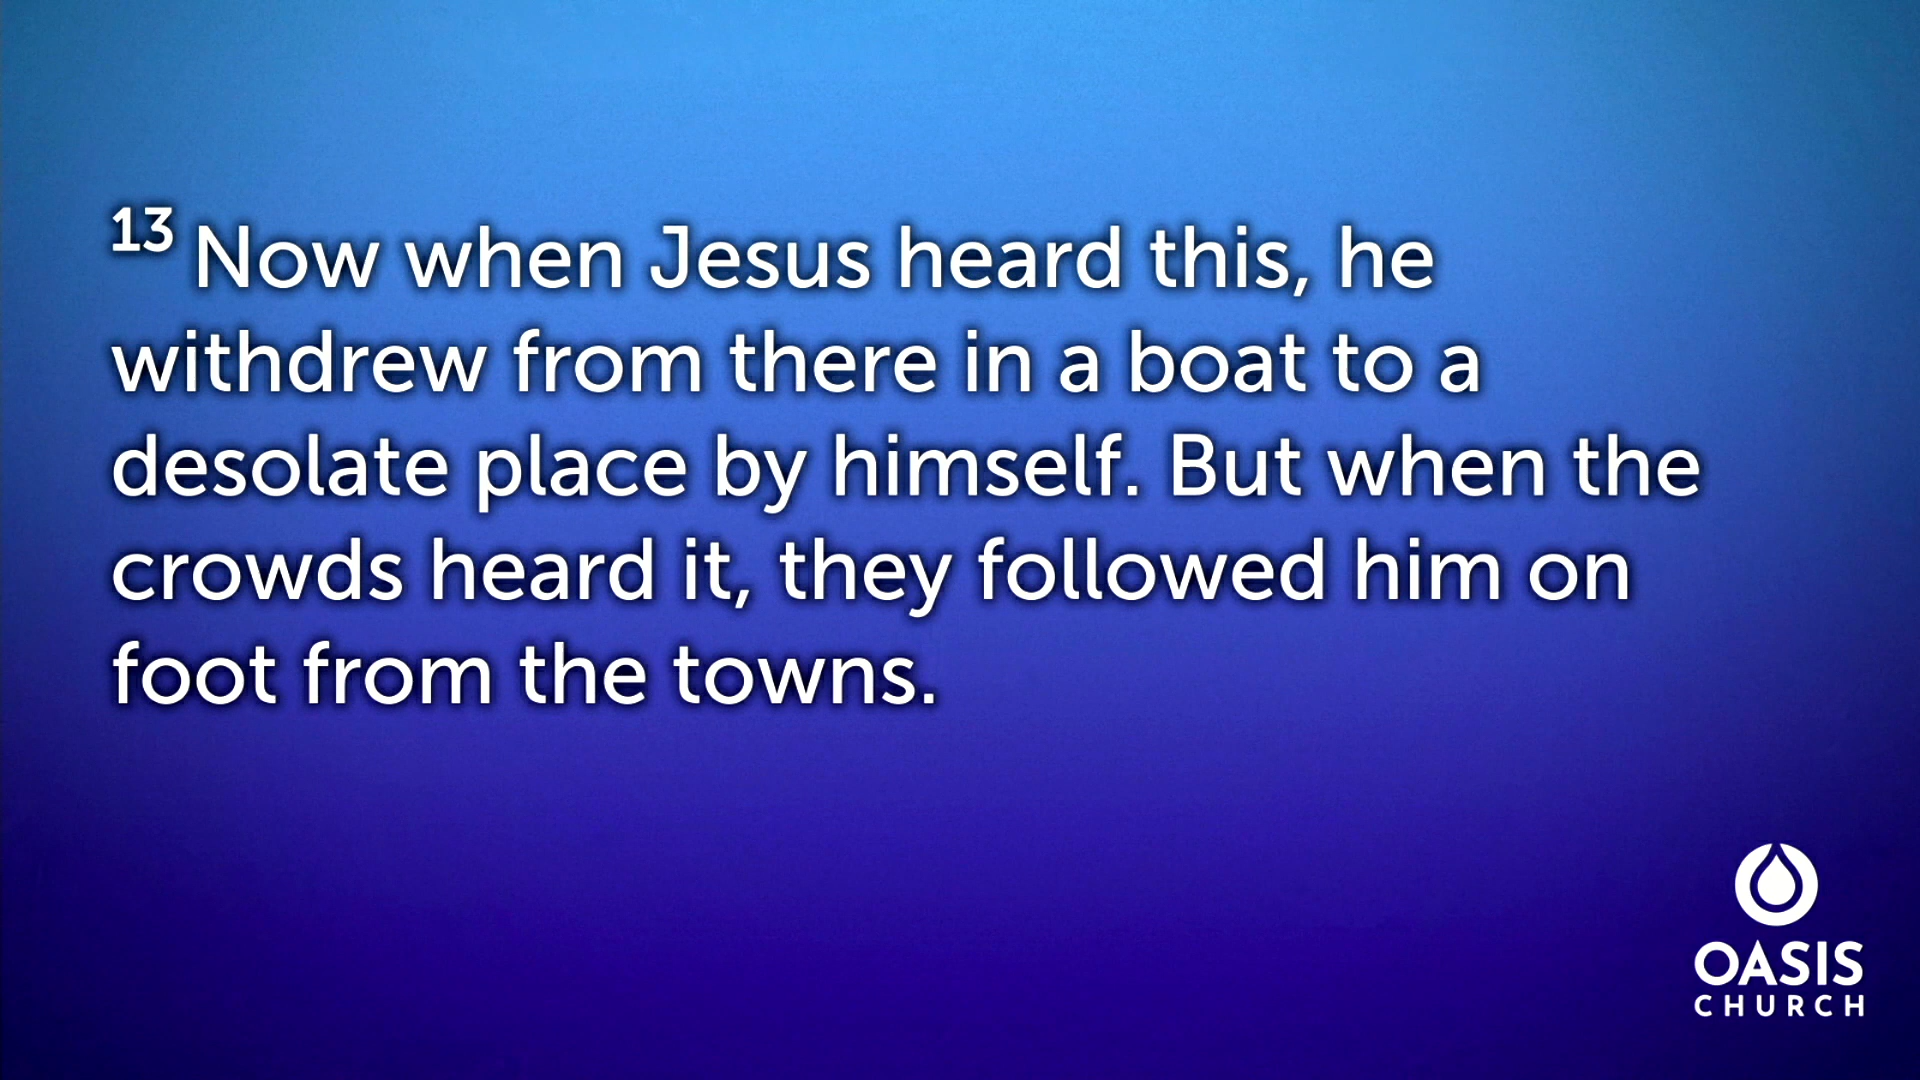 13 Now when Jesus heard this, he
withdrew from there in a boat to a
desolate place by himself. But when the
crowds heard it, they followed him on
foot from the towns.
OASIS
CHURCH